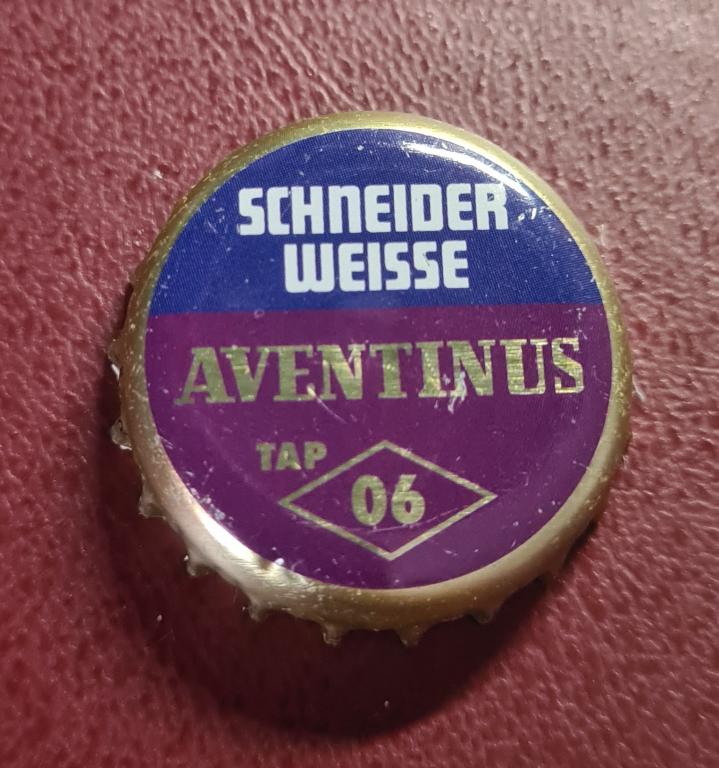 SCHNEIDER
WEISSE
AVENTINUS
TAP 06